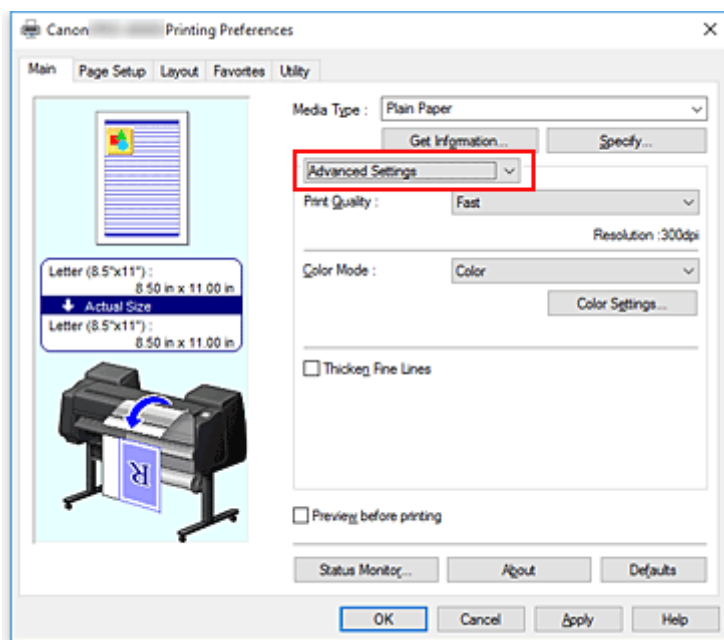 Canon Printing Preferences
Main Page Setup Layout Favorites Utility
Media Type : Plain Paper
Get Information... Specify...
Advanced Settings
Print Quality : Fast
Resolution :300dpi
Color Mode : Color
Color Settings...
Thicken Fine Lines
Letter (8.5"x11") :
8.50 in x 11.00 in
Actual Size
Letter (8.5"x11") :
8.50 in x 11.00 in
R
Preview before printing
Status Monitor... About Defaults
OK Cancel Apply Help